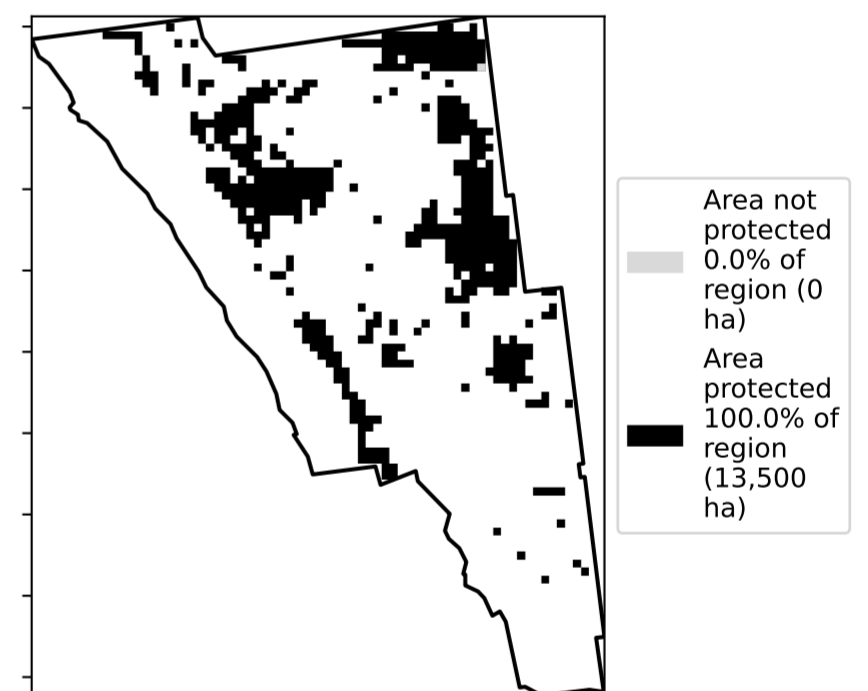 Area not
protected
0.0% of
region (0
ha)
Area
protected
100.0% of
region
(13,500
ha)